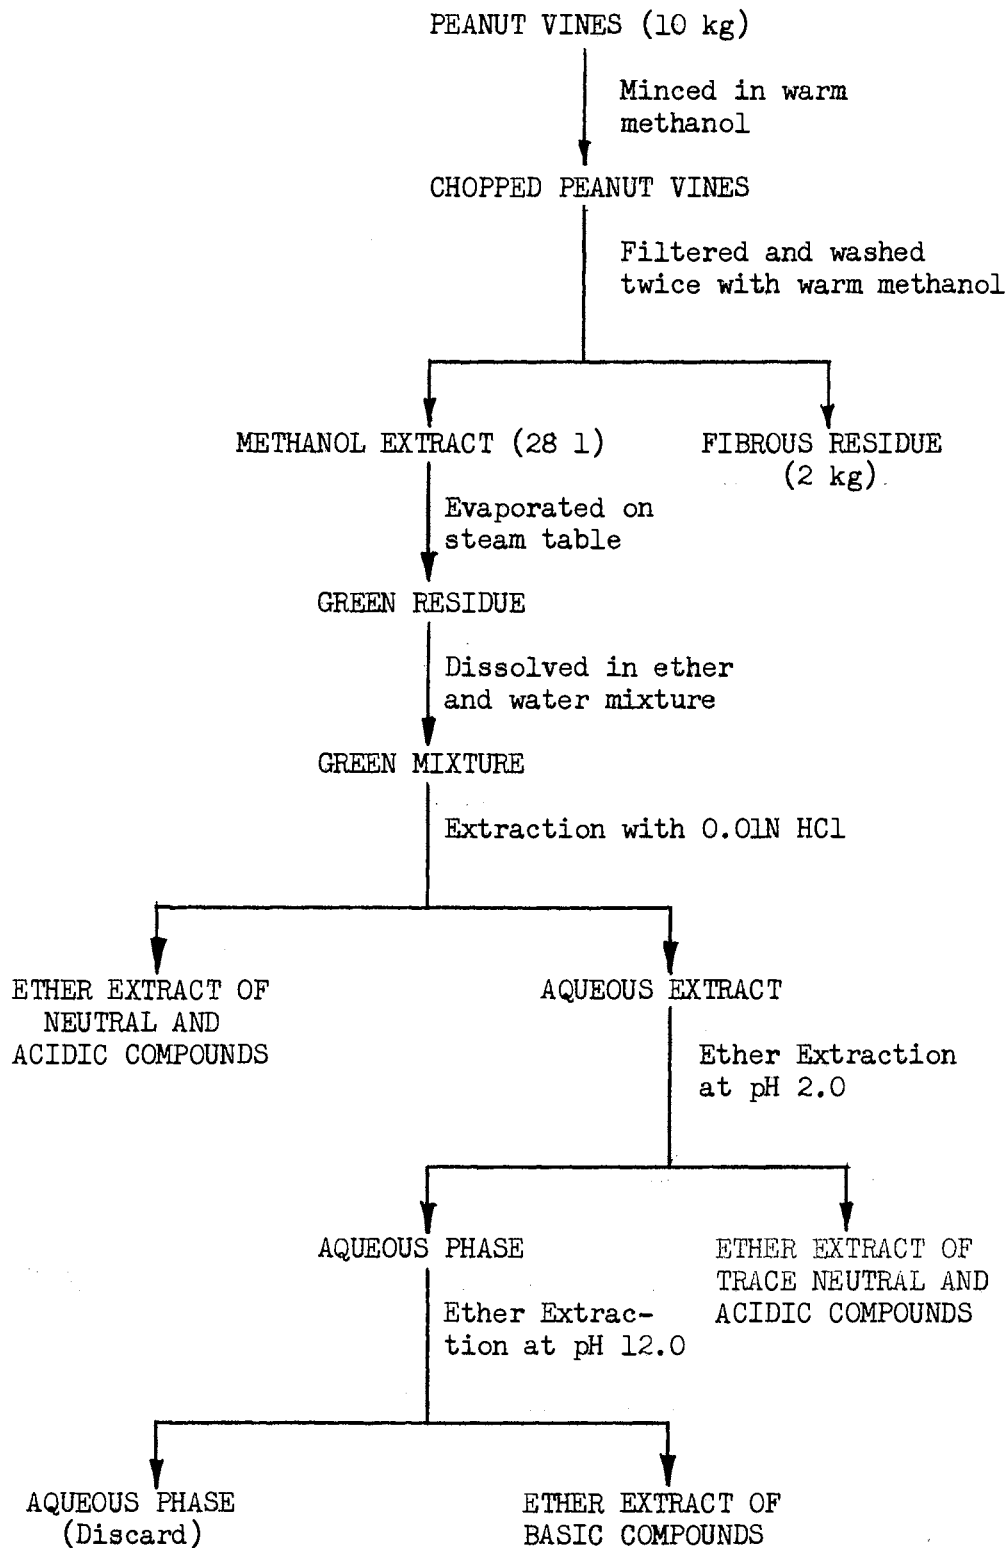 PEANUT VINES (10 kg)
Minced in warm
methanol
CHOPPED PEANUT VINES
Filtered and washed
twice with warm methanol
METHANOL EXTRACT (28 l)
FIBROUS RESIDUE
(2 kg)
Evaporated on
steam table
GREEN RESIDUE
Dissolved in ether
and water mixture
GREEN MIXTURE
Extraction with 0.01N HCl
ETHER EXTRACT OF
NEUTRAL AND
ACIDIC COMPOUNDS
AQUEOUS EXTRACT
Ether Extraction
at pH 2.0
AQUEOUS PHASE
ETHER EXTRACT OF
TRACE NEUTRAL AND
ACIDIC COMPOUNDS
Ether Extrac-
tion at pH 12.0
AQUEOUS PHASE
(Discard)
ETHER EXTRACT OF
BASIC COMPOUNDS